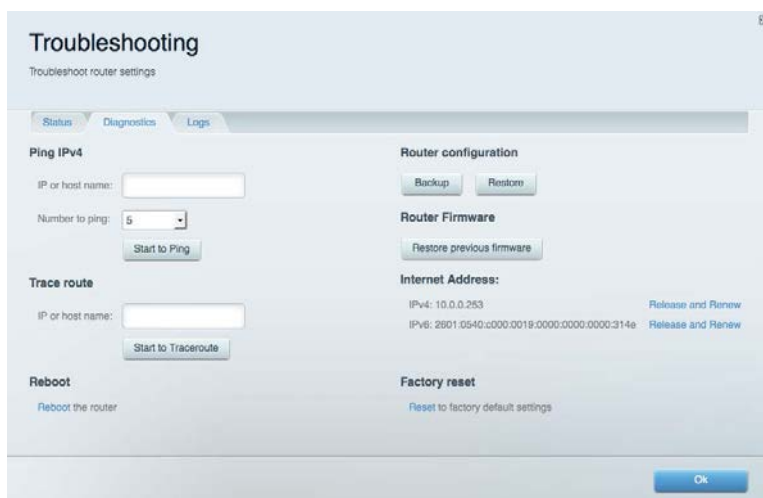 Troubleshooting
Troubleshoot router settings
Status
Diagnostics
Logs
Ping IPv4
IP or host name:
Number to ping: 5
Start to Ping
Trace route
IP or host name:
Start to Traceroute
Reboot
Reboot the router
Router configuration
Backup
Restore
Router Firmware
Restore previous firmware
Internet Address:
IPv4: 10.0.0.253 Release and Renew
IPv6: 2601:0540:c000:0019:0000:0000:0000:314e Release and Renew
Factory reset
Reset to factory default settings
Ok